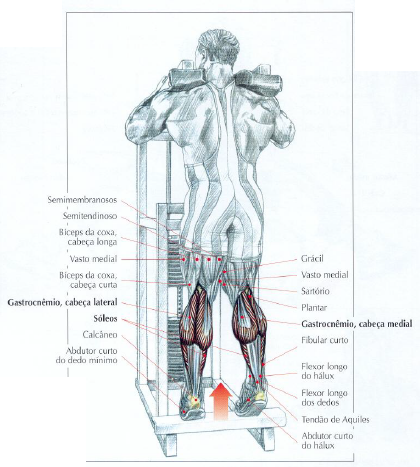 Semimembranosos
Semitendinoso
Bíceps da coxa,
cabeça longa
Vasto medial
Bíceps da coxa,
cabeça curta
Gastrocnêmio, cabeça lateral
Sóleos
Calcâneo
Abdutor curto
do dedo mínimo
Grácil
Vasto medial
Sartório
Plantar
Gastrocnêmio, cabeça medial
Fibular curto
Flexor longo
do hálux
Flexor longo
dos dedos
Tendão de Aquiles
Abdutor curto
do hálux